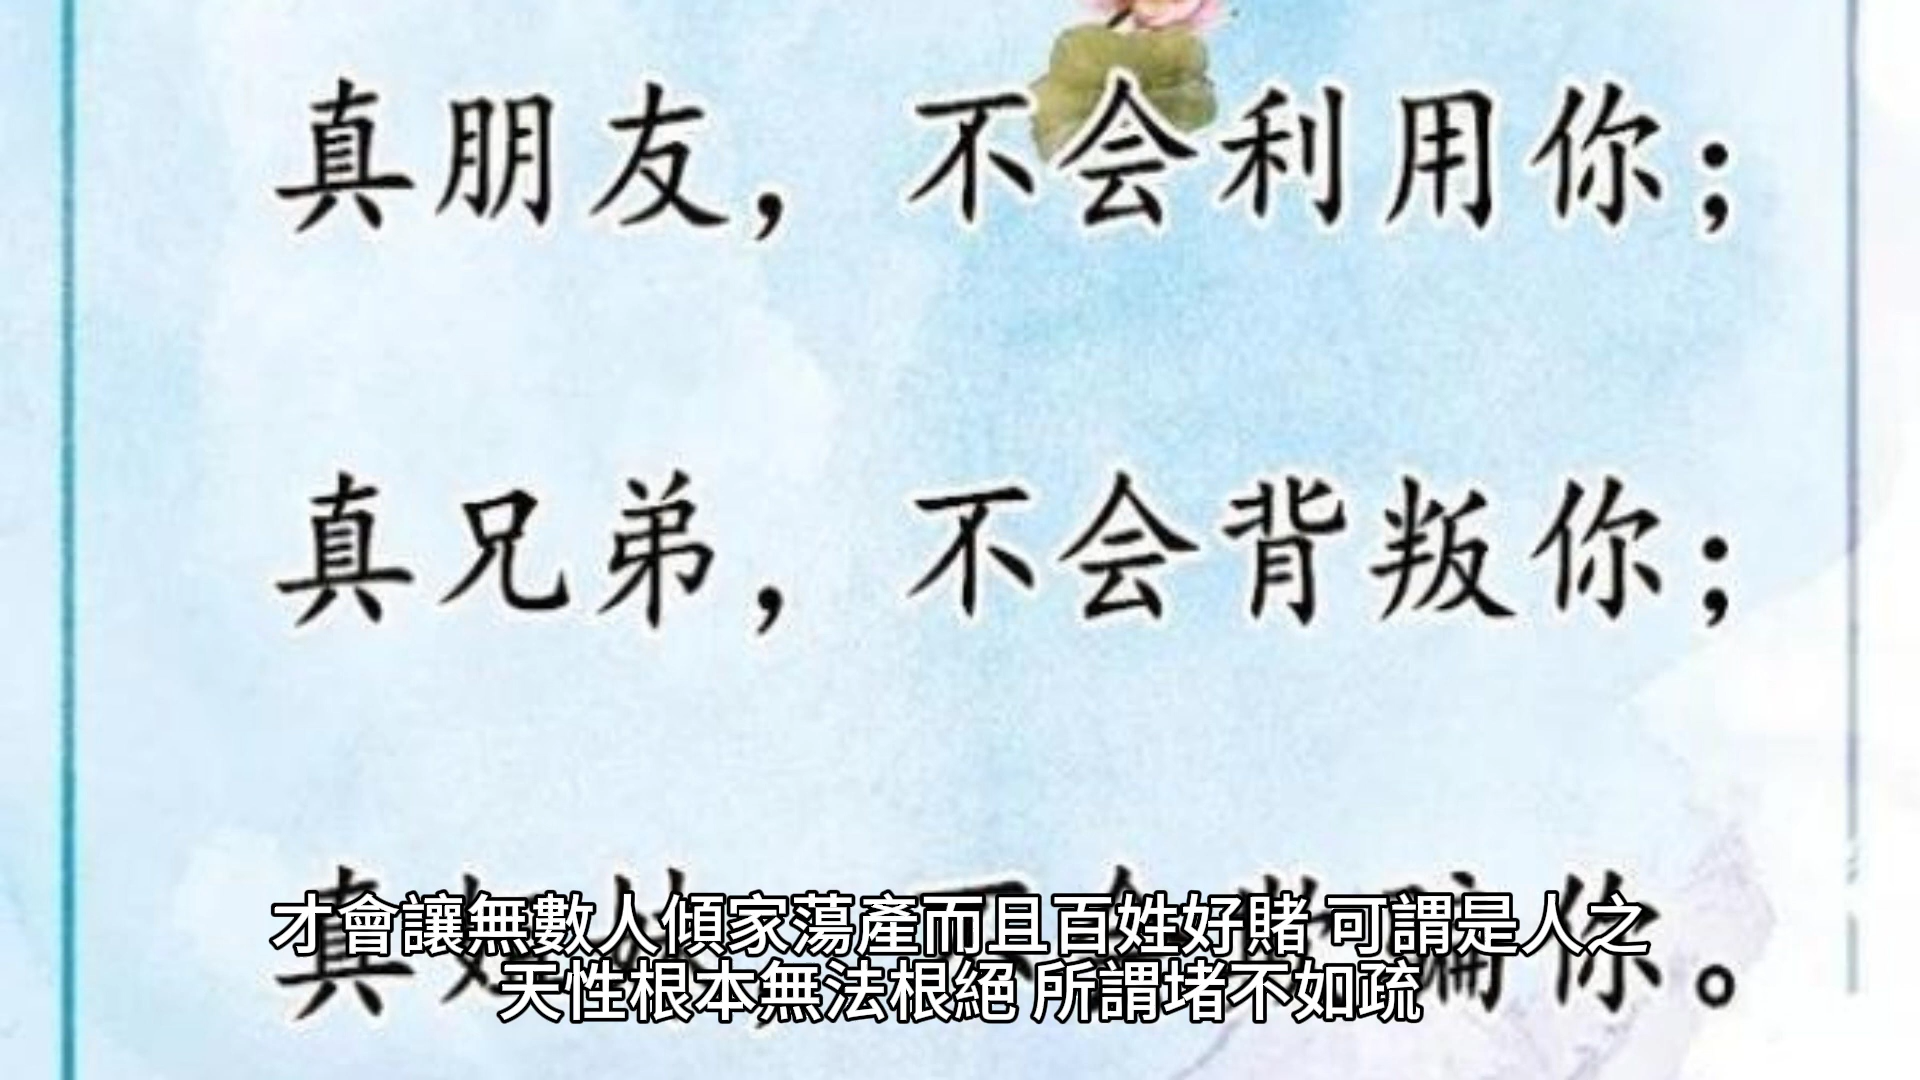 真朋友，不会利用你；
真兄弟，不会背叛你；
真 你。
才會讓無數人傾家蕩產而且百姓好賭 可謂是人之
天性根本無法根絕 所謂堵不如疏